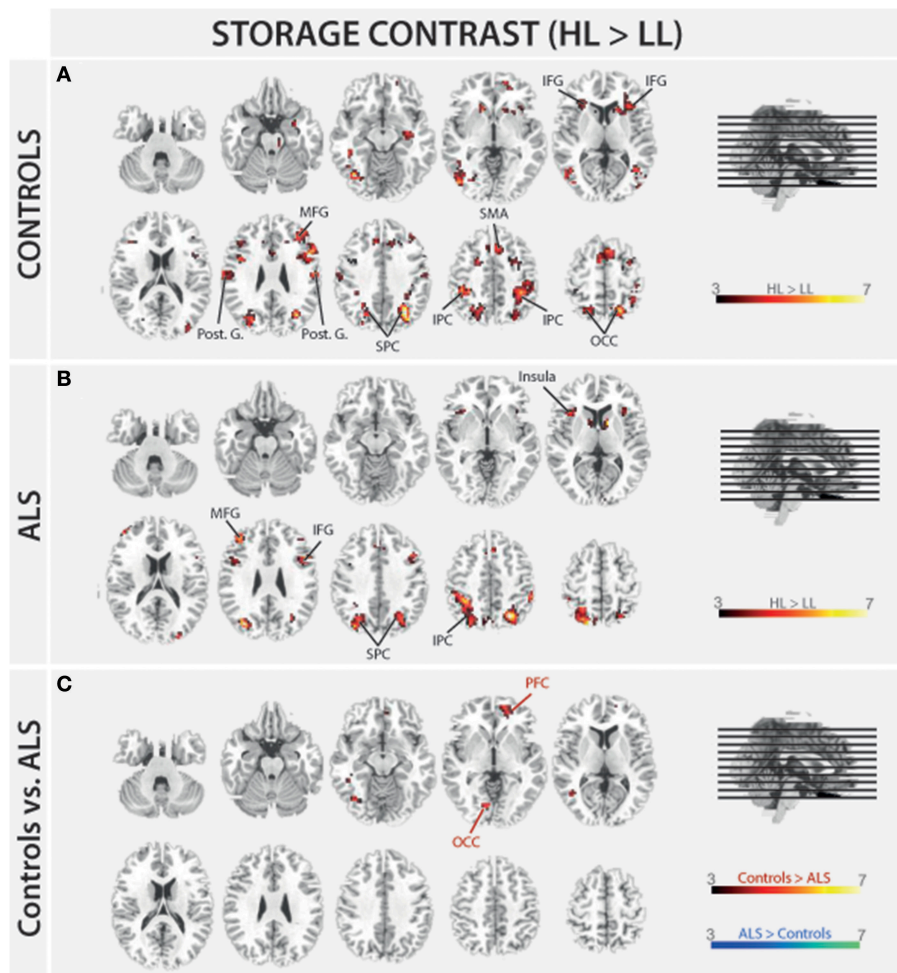 STORAGE CONTRAST (HL > LL)
CONTROLS
A
IFG
IFG
MFG
SMA
Post. G.
Post. G.
SPC
IPC
IPC
OCC
3 HL > LL 7
ALS
B
Insula
MFG
IFG
SPC
IPC
3 HL > LL 7
Controls vs. ALS
C
PFC
OCC
3 Controls > ALS 7
3 ALS > Controls 7